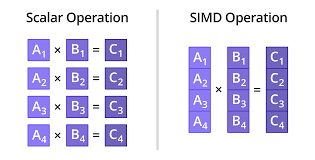 Scalar Operation
A₁ × B₁ = C₁
A₂ × B₂ = C₂
A₃ × B₃ = C₃
A₄ × B₄ = C₄
SIMD Operation
A₁ B₁ C₁
A₂ B₂ C₂
× =
A₃ B₃ C₃
A₄ B₄ C₄